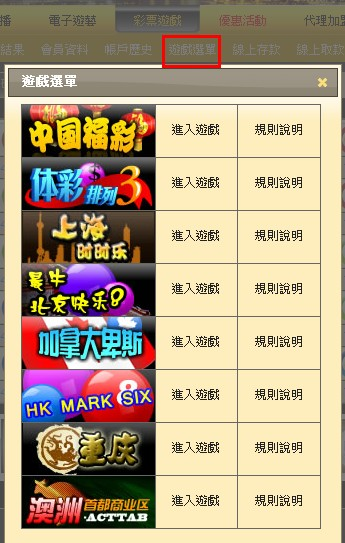 播 電子遊藝 彩票遊戲 優惠活動 代理加盟
結果 會員資料 帳戶歷史 遊戲選單 線上存款 線上取款
遊戲選單
中国福彩 進入遊戲 規則說明
体彩排列3 進入遊戲 規則說明
上海时时乐 進入遊戲 規則說明
最牛北京快乐8 進入遊戲 規則說明
加拿大卑斯 進入遊戲 規則說明
HK MARK SIX 進入遊戲 規則說明
重庆 進入遊戲 規則說明
澳洲首都商业区·ACTTAB 進入遊戲 規則說明